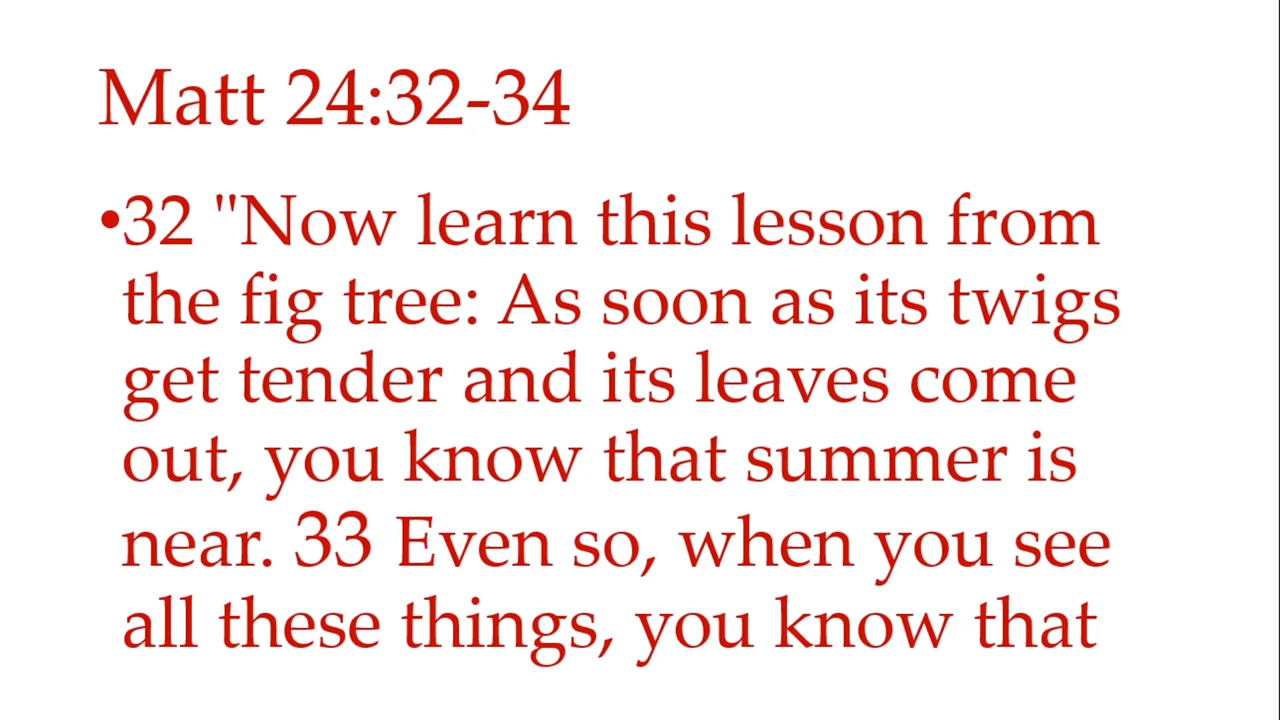 Matt 24:32-34
•32 "Now learn this lesson from
the fig tree: As soon as its twigs
get tender and its leaves come
out, you know that summer is
near. 33 Even so, when you see
all these things, you know that